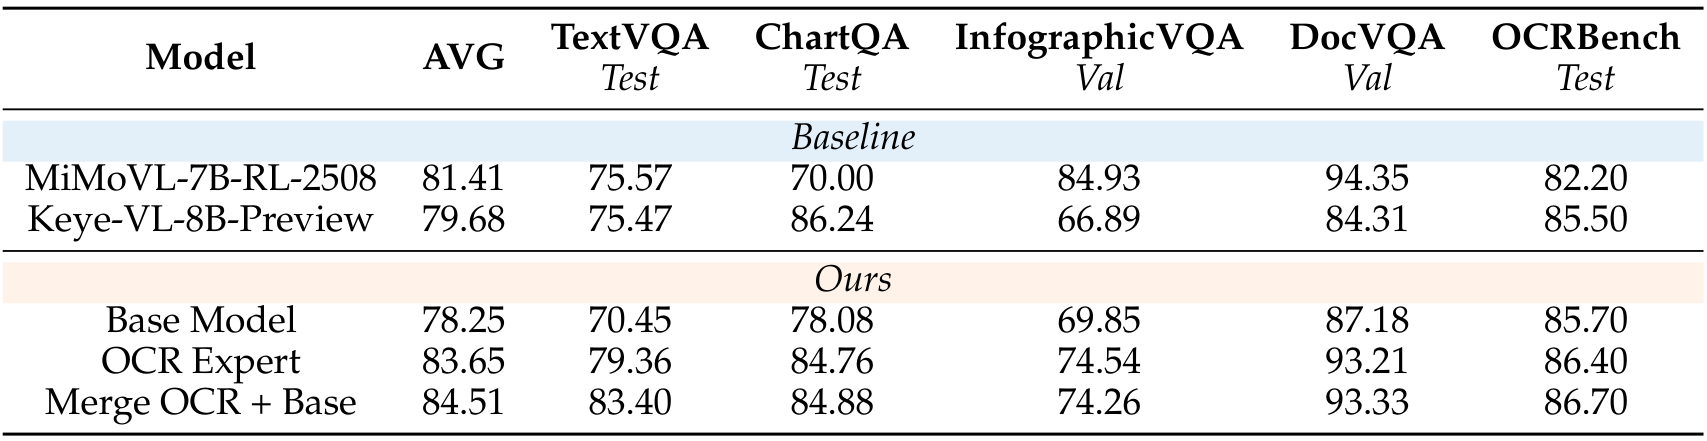 Model AVG TextVQA ChartQA InfographicVQA DocVQA OCRBench
Test Test Val Val Test
Baseline
MiMoVL-7B-RL-2508 81.41 75.57 70.00 84.93 94.35 82.20
Keye-VL-8B-Preview 79.68 75.47 86.24 66.89 84.31 85.50
Ours
Base Model 78.25 70.45 78.08 69.85 87.18 85.70
OCR Expert 83.65 79.36 84.76 74.54 93.21 86.40
Merge OCR + Base 84.51 83.40 84.88 74.26 93.33 86.70